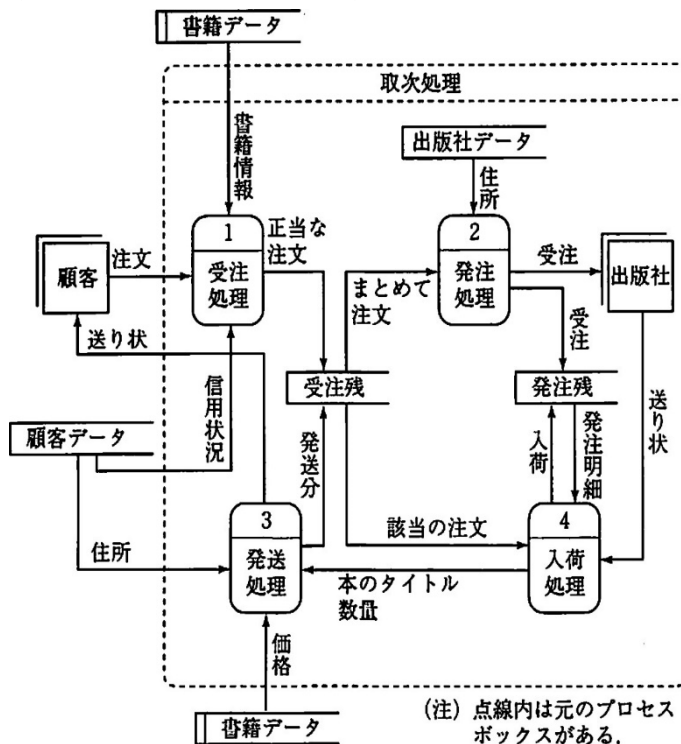 書籍データ
取次処理
書籍情報
出版社データ
住所
1
受注
処理
正当な
注文
2
発注
処理
顧客
注文
まとめて
注文
受注
出版社
受注
送り状
受注残
発注残
信用状況
顧客データ
発送分
入荷
発注明細
送り状
住所
3
発送
処理
該当の注文
本のタイトル
数量
4
入荷
処理
価格
書籍データ
(注) 点線内は元のプロセス
ボックスがある.